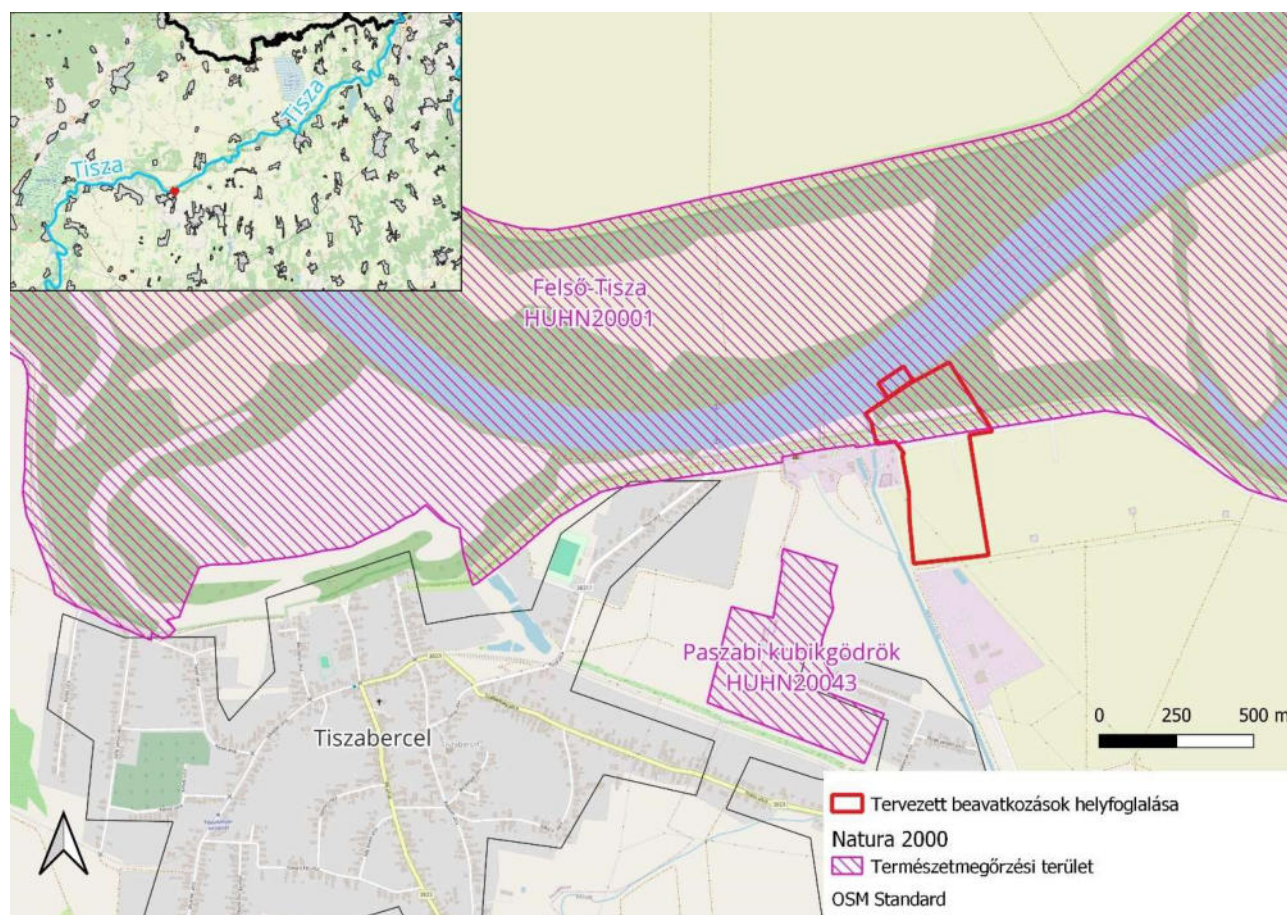 Tisza
Tisza
Felső-Tisza
HUHN20001
Paszabi kubikgödrök
HUHN20043
Tiszabercel
0 250 500 m
Tervezett beavatkozások helyfoglalása
Natura 2000
Természetmegőrzési terület
OSM Standard